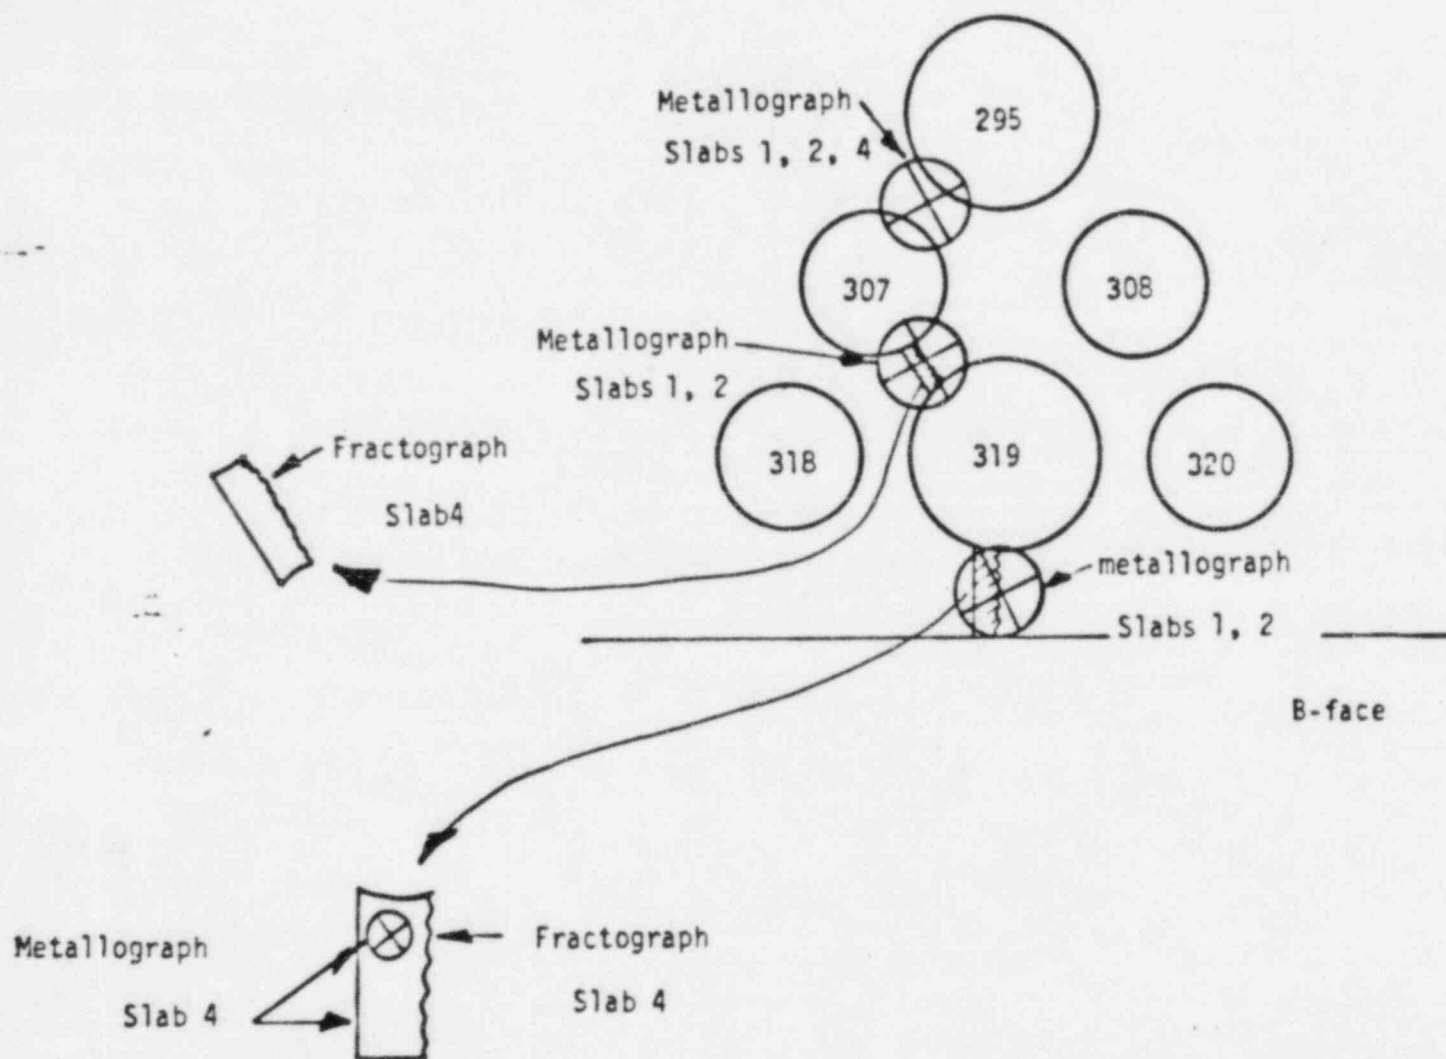 Metallograph
Slabs 1, 2, 4
295
307
308
Metallograph
Slabs 1, 2
318
319
320
Fractograph
Slab4
metallograph
Slabs 1, 2
B-face
Metallograph
Slab 4
Fractograph
Slab 4